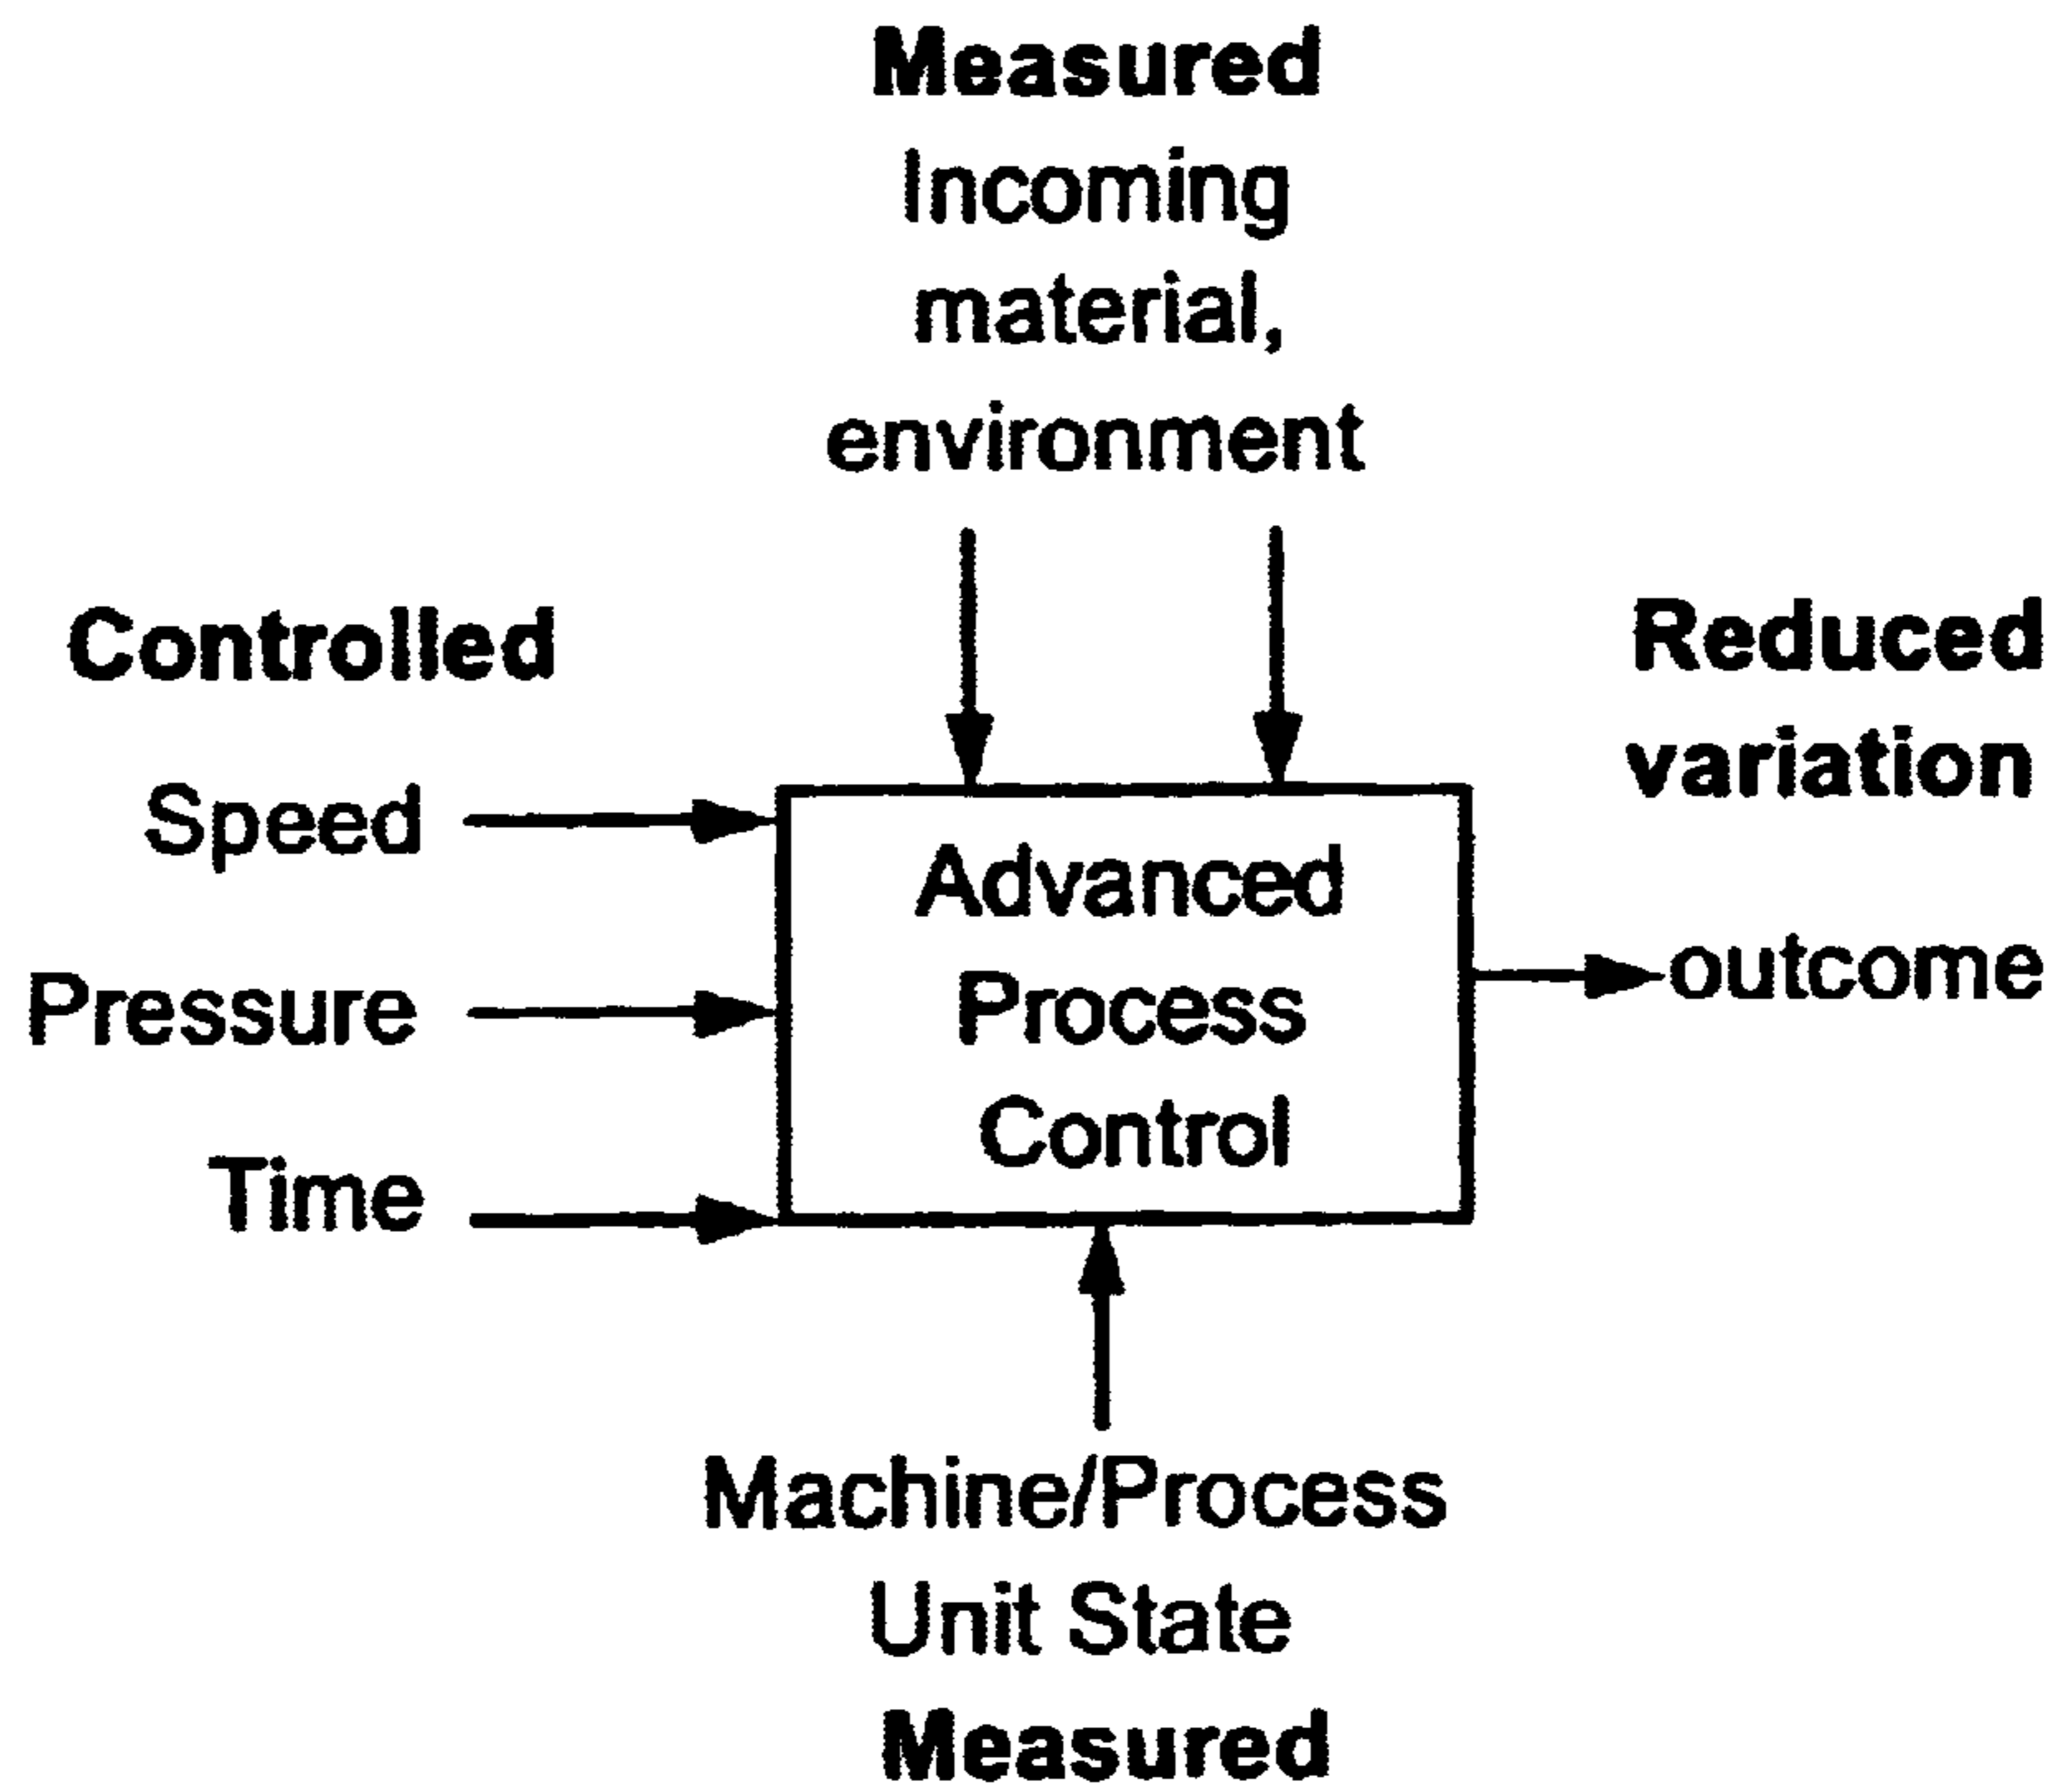 Measured
Incoming
material,
environment
Controlled
Speed
Pressure
Time
Advanced
Process
Control
Reduced
variation
outcome
Machine/Process
Unit State
Measured